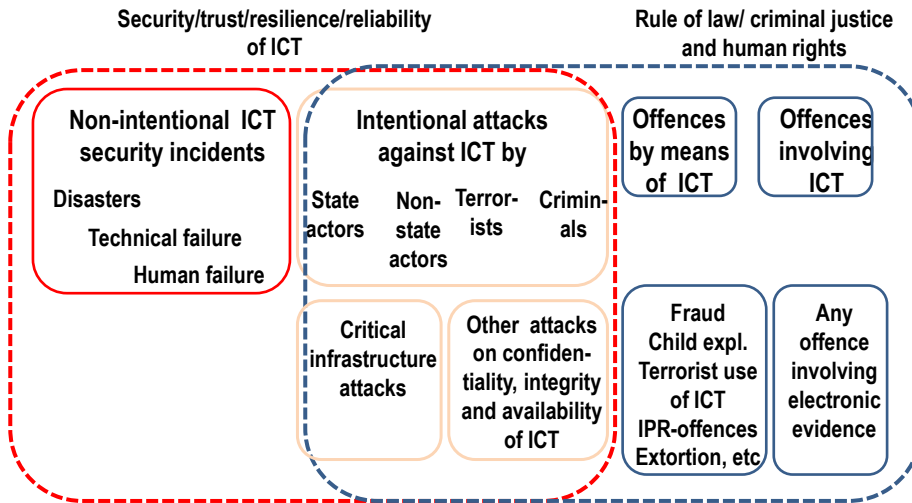 Security/trust/resilience/reliability
of ICT
Rule of law/ criminal justice
and human rights
Non-intentional ICT
security incidents
Disasters
Technical failure
Human failure
Intentional attacks
against ICT by
State
actors
Non-
state
actors
Terror-
ists
Crimin-
als
Offences
by means
of ICT
Offences
involving
ICT
Critical
infrastructure
attacks
Other attacks
on confiden-
tiality, integrity
and availability
of ICT
Fraud
Child expl.
Terrorist use
of ICT
IPR-offences
Extortion, etc
Any
offence
involving
electronic
evidence